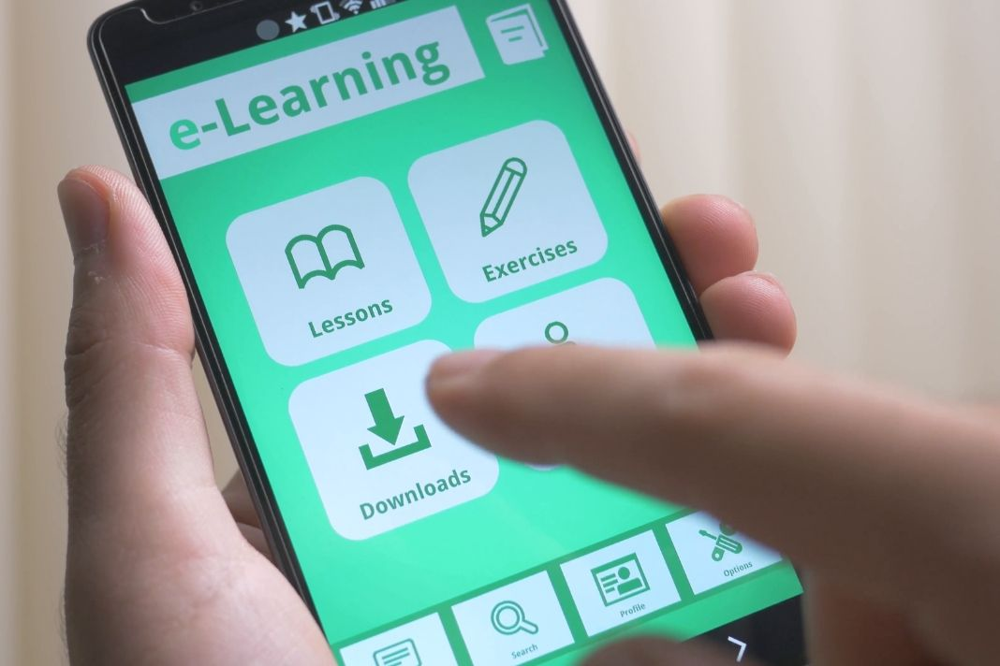 e-Learning
Lessons
Exercises
Downloads
Search
Profile
Options